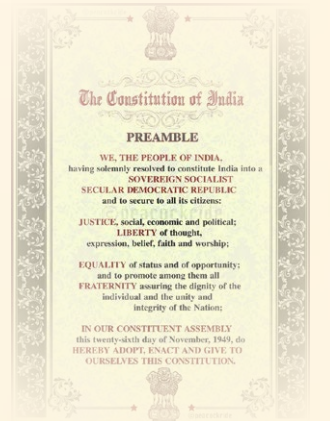 The Constitution of India
PREAMBLE
WE, THE PEOPLE OF INDIA,
having solemnly resolved to constitute India into a
SOVEREIGN SOCIALIST
SECULAR DEMOCRATIC REPUBLIC
and to secure to all its citizens:
JUSTICE, social, economic and political;
LIBERTY of thought,
expression, belief, faith and worship;
EQUALITY of status and of opportunity;
and to promote among them all
FRATERNITY assuring the dignity of the
individual and the unity and
integrity of the Nation;
IN OUR CONSTITUENT ASSEMBLY
this twenty-sixth day of November, 1949, do
HEREBY ADOPT, ENACT AND GIVE TO
OURSELVES THIS CONSTITUTION.